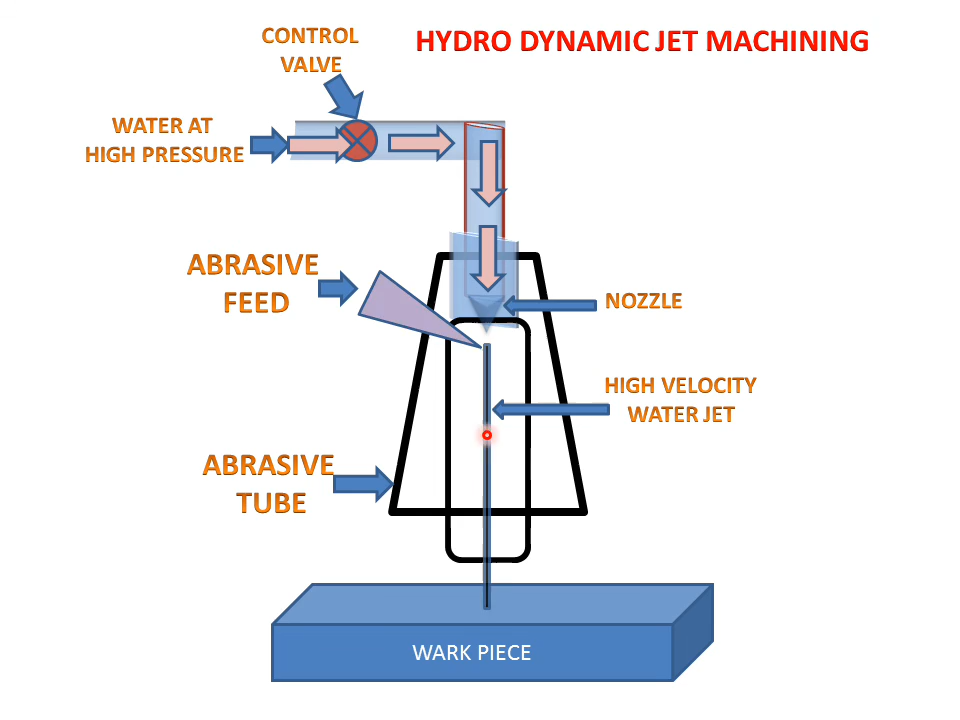 CONTROL
VALVE
HYDRO DYNAMIC JET MACHINING
WATER AT
HIGH PRESSURE
ABRASIVE
FEED
NOZZLE
HIGH VELOCITY
WATER JET
ABRASIVE
TUBE
WARK PIECE